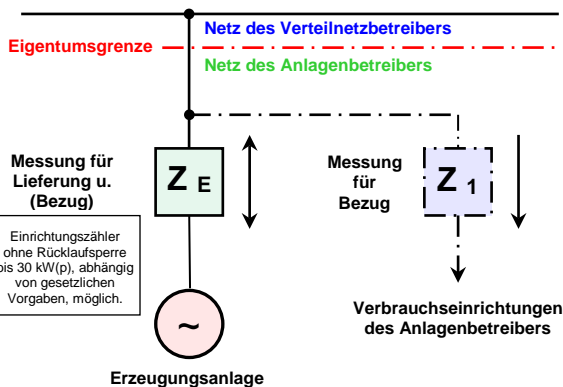 Netz des Verteilnetzbetreibers
Eigentumsgrenze
Netz des Anlagenbetreibers
Messung für
Lieferung u.
(Bezug)
Z E
Messung
für
Bezug
Z 1
Einrichtungszähler
ohne Rücklaufsperre
bis 30 kW(p), abhängig
von gesetzlichen
Vorgaben, möglich.
~
Verbrauchseinrichtungen
des Anlagenbetreibers
Erzeugungsanlage